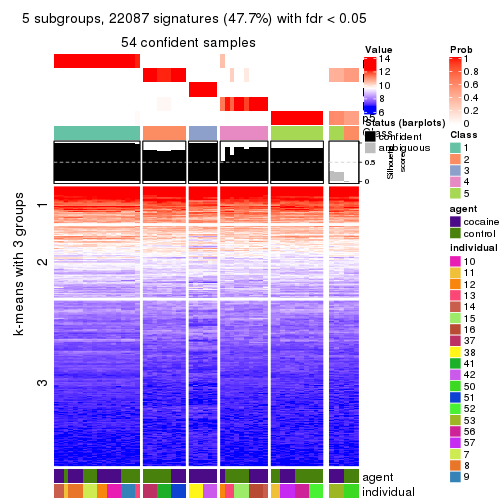 5 subgroups, 22087 signatures (47.7%) with fdr < 0.05
54 confident samples
k-means with 3 groups
1
2
3
Class
Silhouette
score
0.5
0
agent
individual
Value
14
12
10
8
6
Status (barplots)
confident
ambiguous
Prob
1
0.8
0.6
0.4
0.2
0
Class
1
2
3
4
5
agent
cocaine
control
individual
10
11
12
13
14
15
16
37
38
41
42
50
51
52
53
56
57
7
8
9